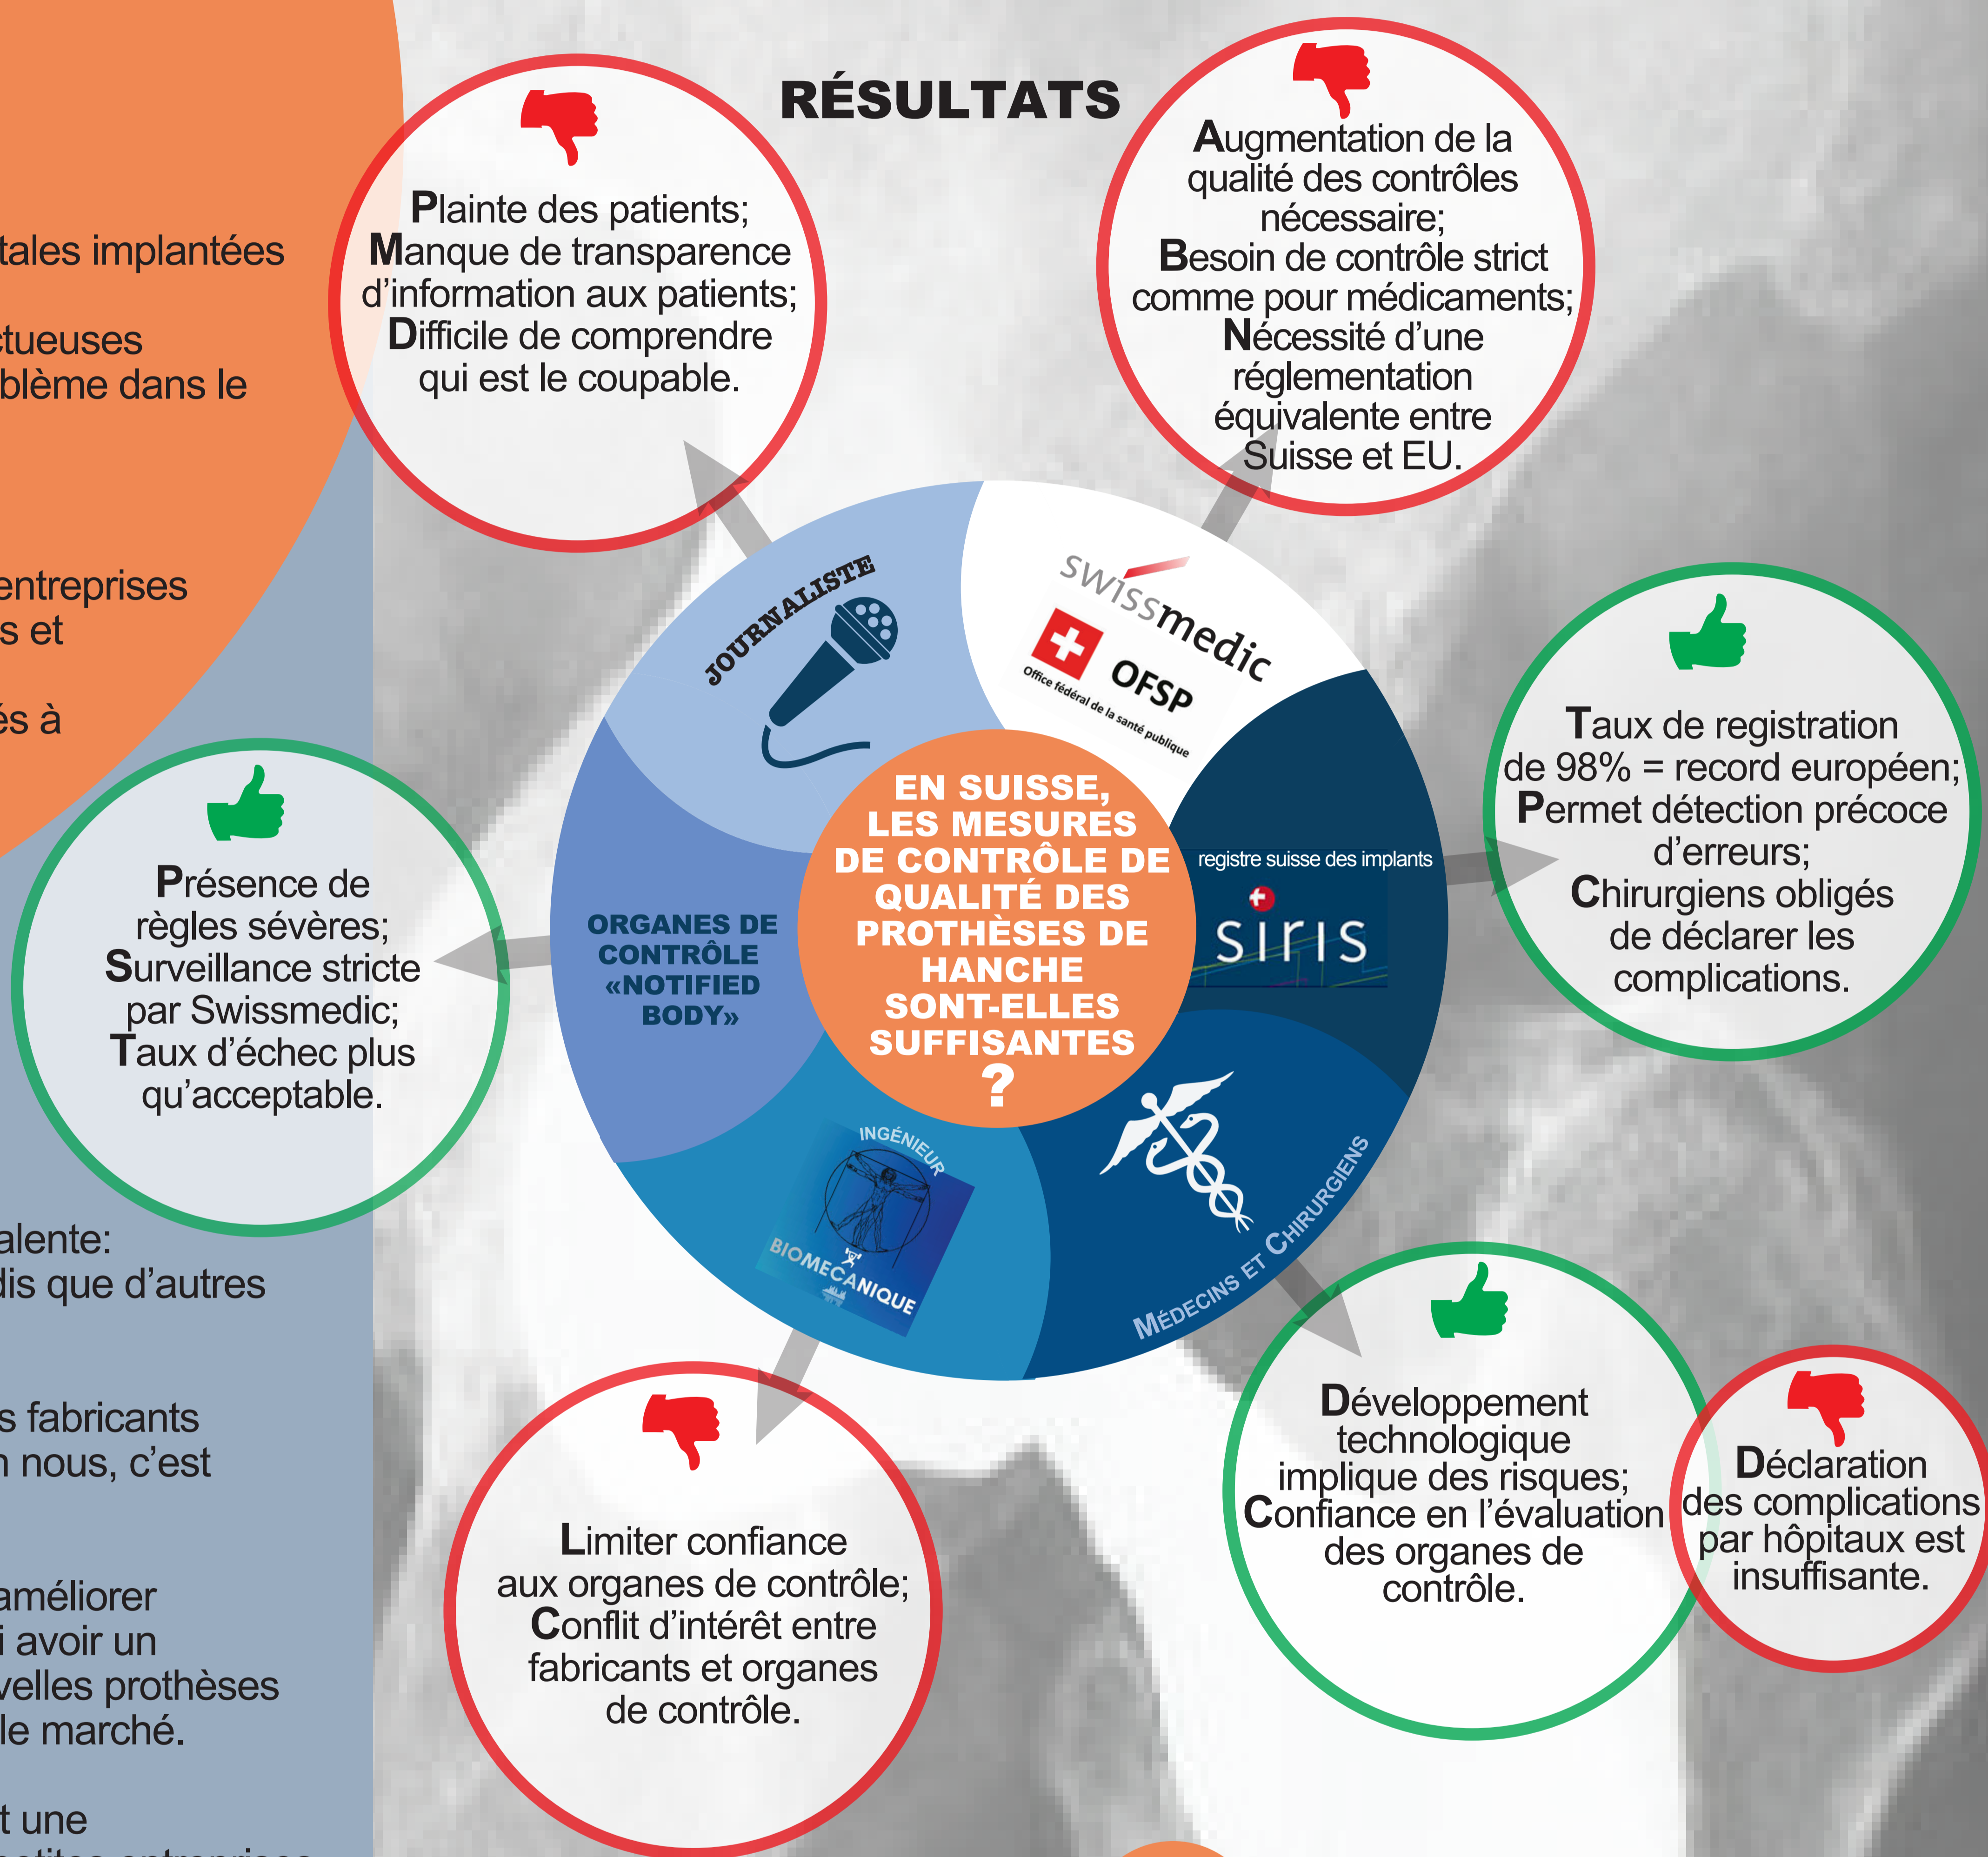 tales implantées
ctueuses
blème dans le
entreprises
s et
és à
alente:
dis que d'autres
s fabricants
n nous, c'est
améliorer
i avoir un
velles prothèses
le marché.
t une
petites entreprises
RÉSULTATS
Plainte des patients;
Manque de transparence
d'information aux patients;
Difficile de comprendre
qui est le coupable.
Augmentation de la
qualité des contrôles
nécessaire;
Besoin de contrôle strict
comme pour médicaments;
Nécessité d'une
réglementation
équivalente entre
Suisse et EU.
JOURNALISTE
swissmedic
OFSP
Office fédéral de la santé publique
Taux de registration
de 98% = record européen;
Permet détection précoce
d'erreurs;
Chirurgiens obligés
de déclarer les
complications.
Présence de
règles sévères;
Surveillance stricte
par Swissmedic;
Taux d'échec plus
qu'acceptable.
ORGANES DE
CONTRÔLE
«NOTIFIED
BODY»
EN SUISSE,
LES MESURES
DE CONTRÔLE DE
QUALITÉ DES
PROTHÈSES DE
HANCHE
SONT-ELLES
SUFFISANTES
?
registre suisse des implants
siris
INGÉNIEUR
BIOMECANIQUE
MÉDECINS ET CHIRURGIENS
Limiter confiance
aux organes de contrôle;
Conflit d'intérêt entre
fabricants et organes
de contrôle.
Développement
technologique
implique des risques;
Confiance en l'évaluation
des organes de
contrôle.
Déclaration
des complications
par hôpitaux est
insuffisante.